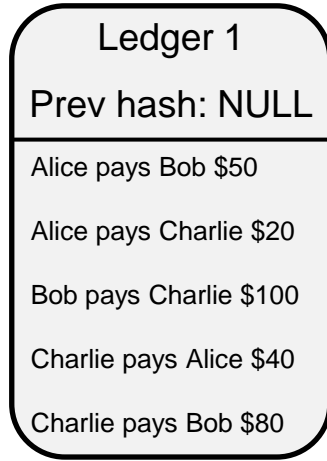 Ledger 1
Prev hash: NULL
Alice pays Bob $50
Alice pays Charlie $20
Bob pays Charlie $100
Charlie pays Alice $40
Charlie pays Bob $80